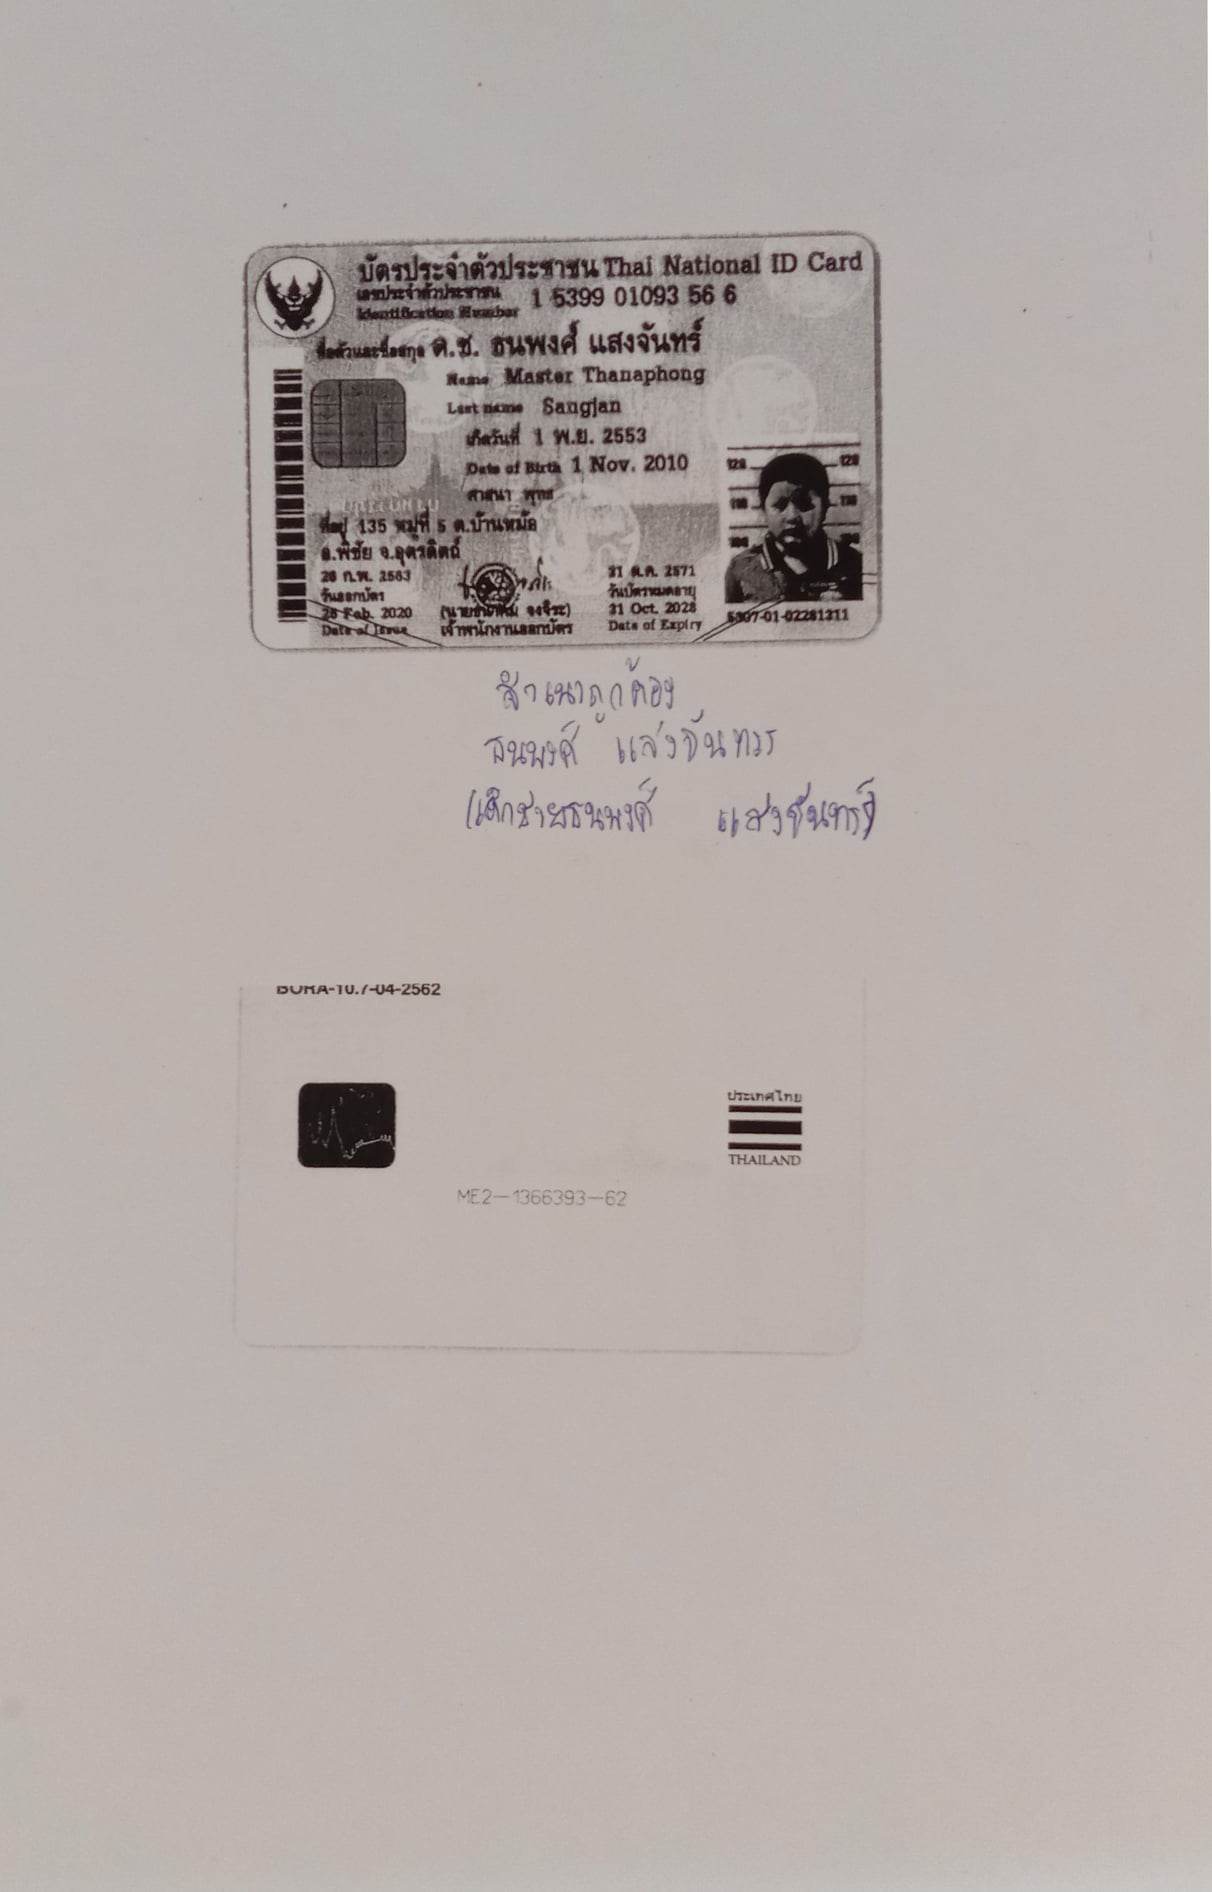 บัตรประจำตัวประชาชน Thai National ID Card
เลขประจำตัวประชาชน 1 5399 01093 56 6
Identification Number
ชื่อตัวและชื่อสกุล ด.ช. ธนพงศ์ แสงจันทร์
Name Master Thanaphong
Last name Sangjan
เกิดวันที่ 1 พ.ย. 2553
Date of Birth 1 Nov. 2010
ศาสนา พุทธ
ที่อยู่ 135 หมู่ที่ 5 ต.บ้านหม้อ
อ.พิชัย จ.อุตรดิตถ์
28 ก.พ. 2563
วันออกบัตร
28 Feb. 2020
Date of Issue
เจ้าพนักงานออกบัตร
31 ต.ค. 2571
วันบัตรหมดอายุ
31 Oct. 2028
Date of Expiry
5307-01-02281311
สำเนาถูกต้อง
ธนพงศ์ แสงจันทร์
(เด็กชายธนพงศ์ แสงจันทร์)
BORA-10.7-04-2562
ประเทศไทย
THAILAND
ME2-1366393-62